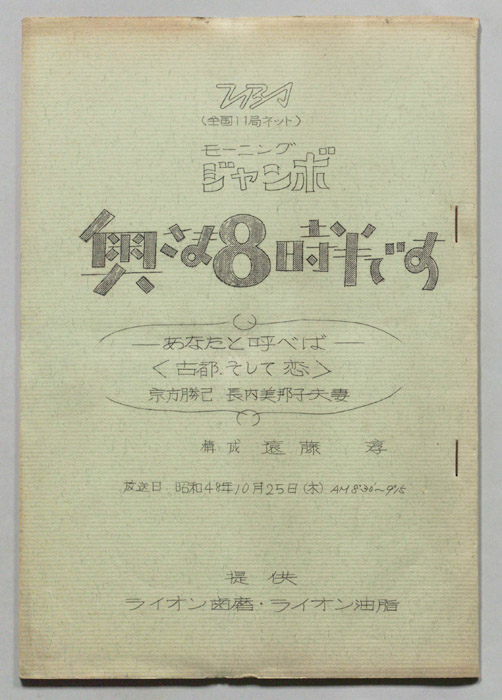 TBS
(全国11局ネット)
モーニング
ジャンボ
奥さま8時半です
―あなたと呼べば―
<古都、そして恋>
宗方勝己 長内美那子夫妻
構成 遠藤 淳
放送日 昭和48年10月25日(木) AM8:30~9:15
提供
ライオン歯磨・ライオン油脂